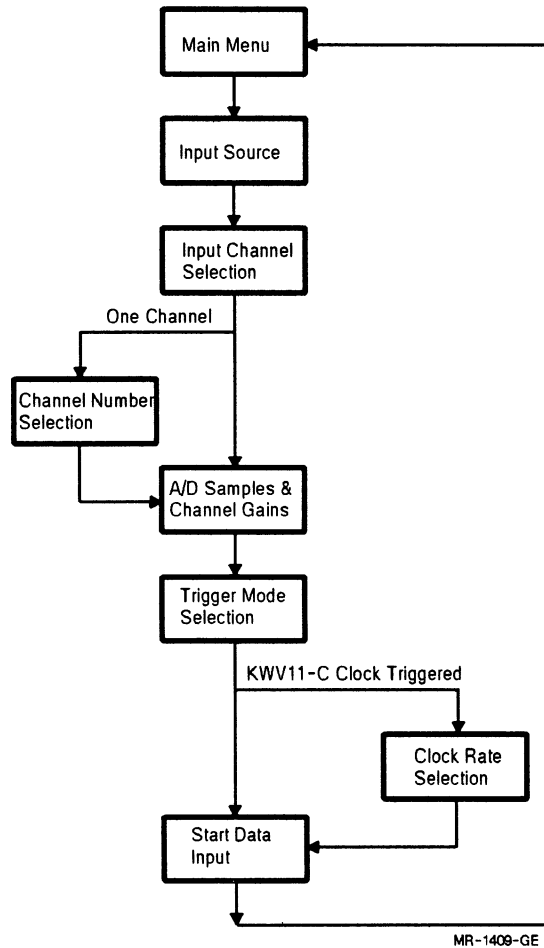 Main Menu
Input Source
Input Channel
Selection
One Channel
Channel Number
Selection
A/D Samples &
Channel Gains
Trigger Mode
Selection
KWV11-C Clock Triggered
Clock Rate
Selection
Start Data
Input
MR-1409-GE